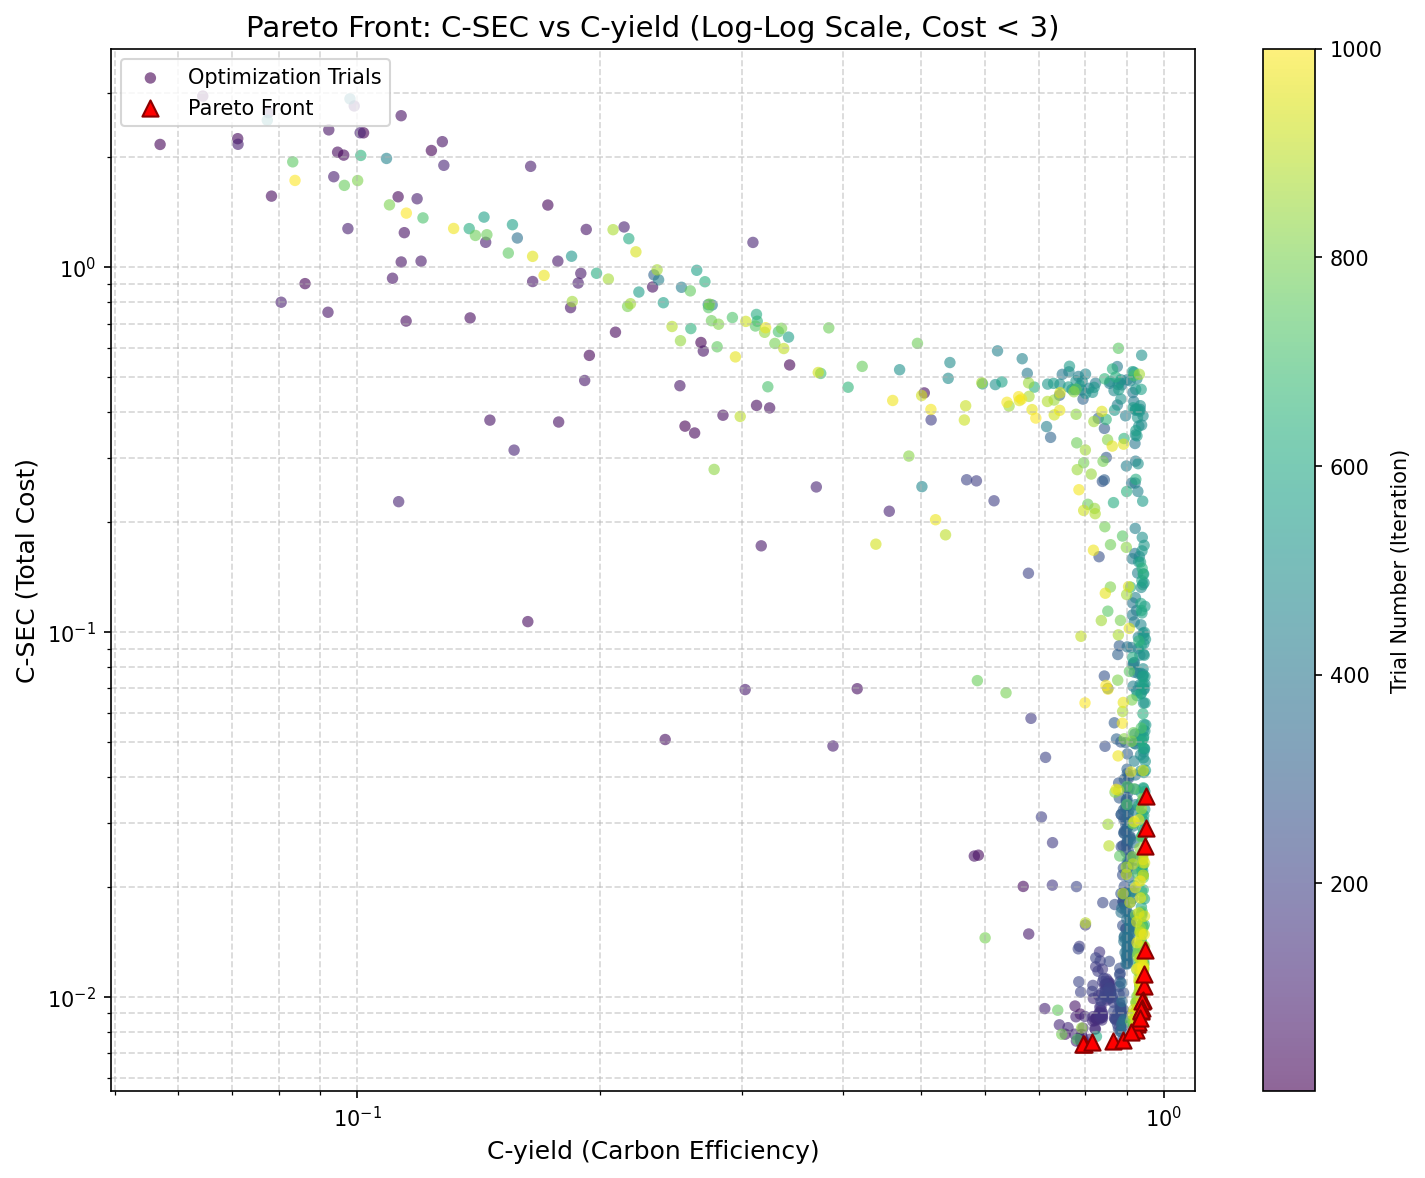 Pareto Front: C-SEC vs C-yield (Log-Log Scale, Cost < 3)
Optimization Trials
Pareto Front
C-SEC (Total Cost)
10⁰
10⁻¹
10⁻²
10⁻¹
10⁰
C-yield (Carbon Efficiency)
1000
800
600
400
200
Trial Number (Iteration)